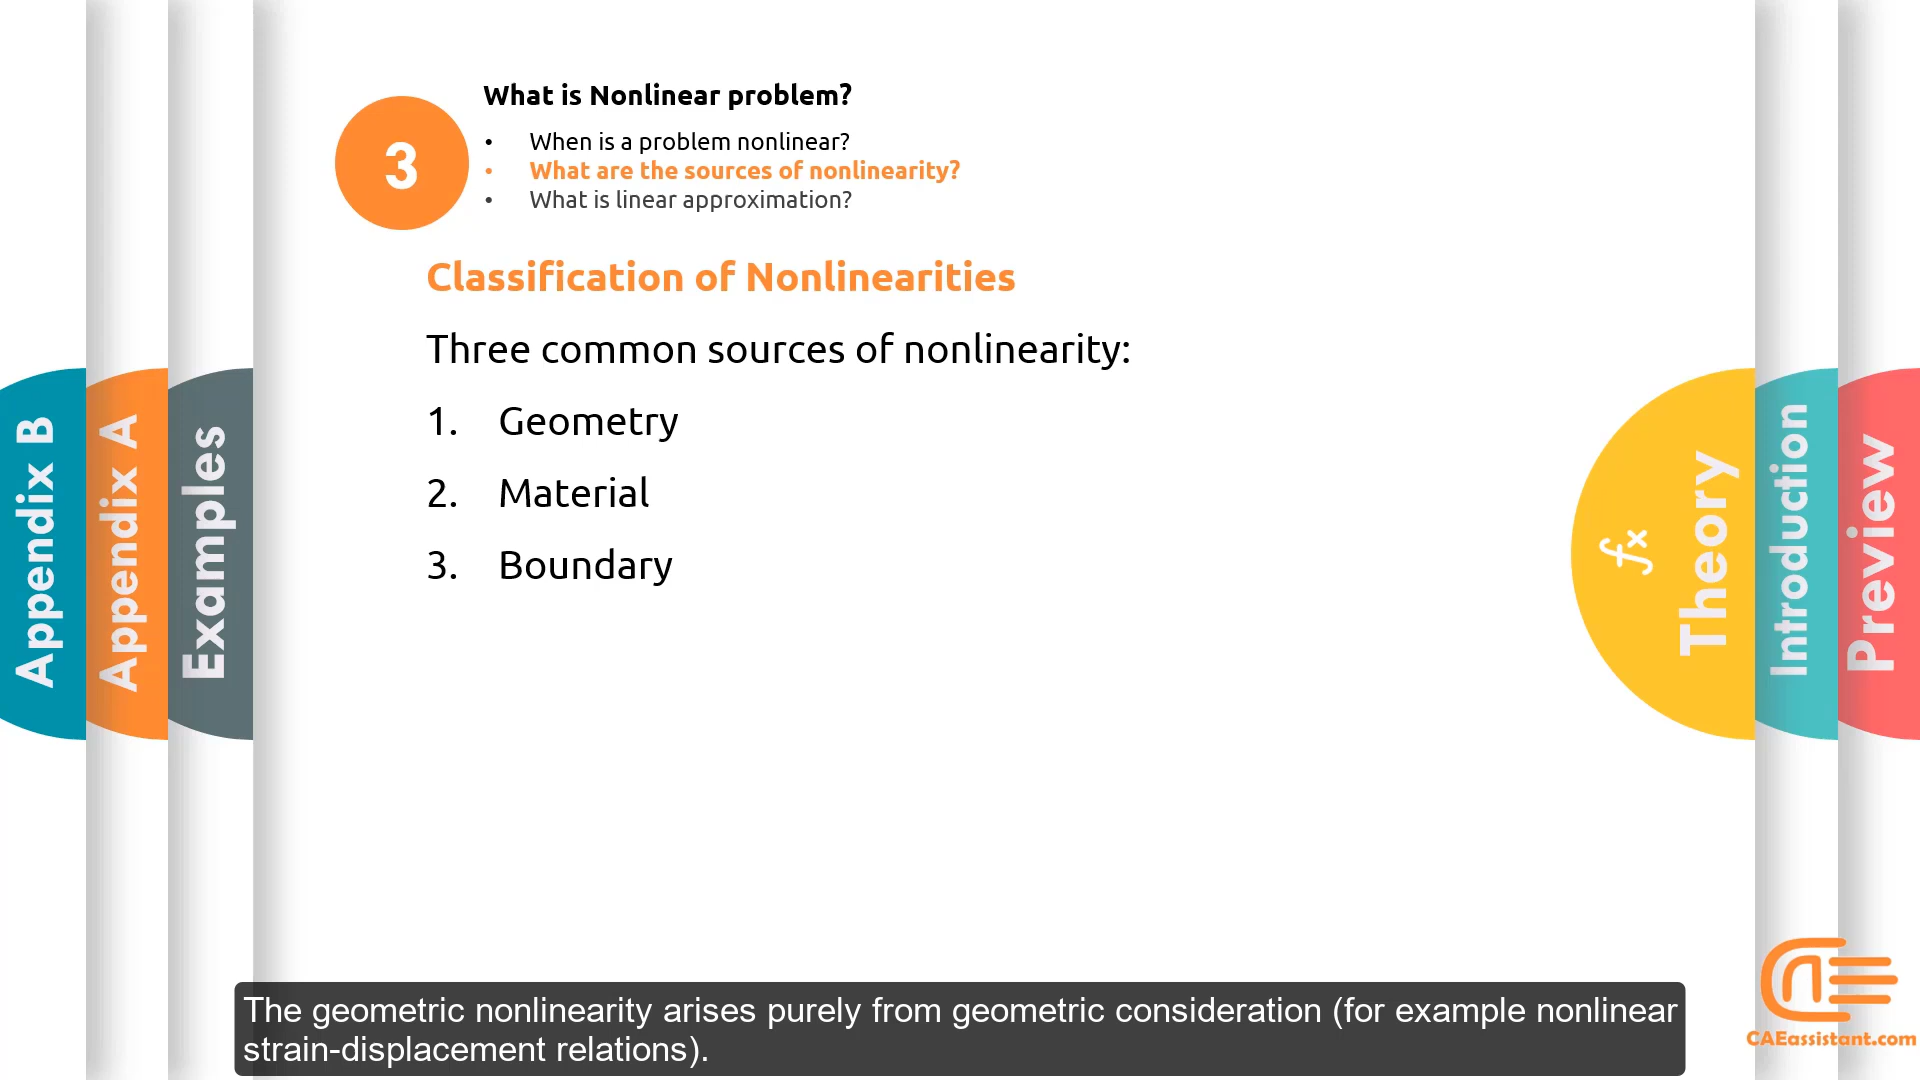 What is Nonlinear problem?
3
• When is a problem nonlinear?
• What are the sources of nonlinearity?
• What is linear approximation?
Classification of Nonlinearities
Three common sources of nonlinearity:
1. Geometry
2. Material
3. Boundary
Appendix B
Appendix A
Examples
fx
Theory
Introduction
Preview
The geometric nonlinearity arises purely from geometric consideration (for example nonlinear
strain-displacement relations).
CAEassistant.com